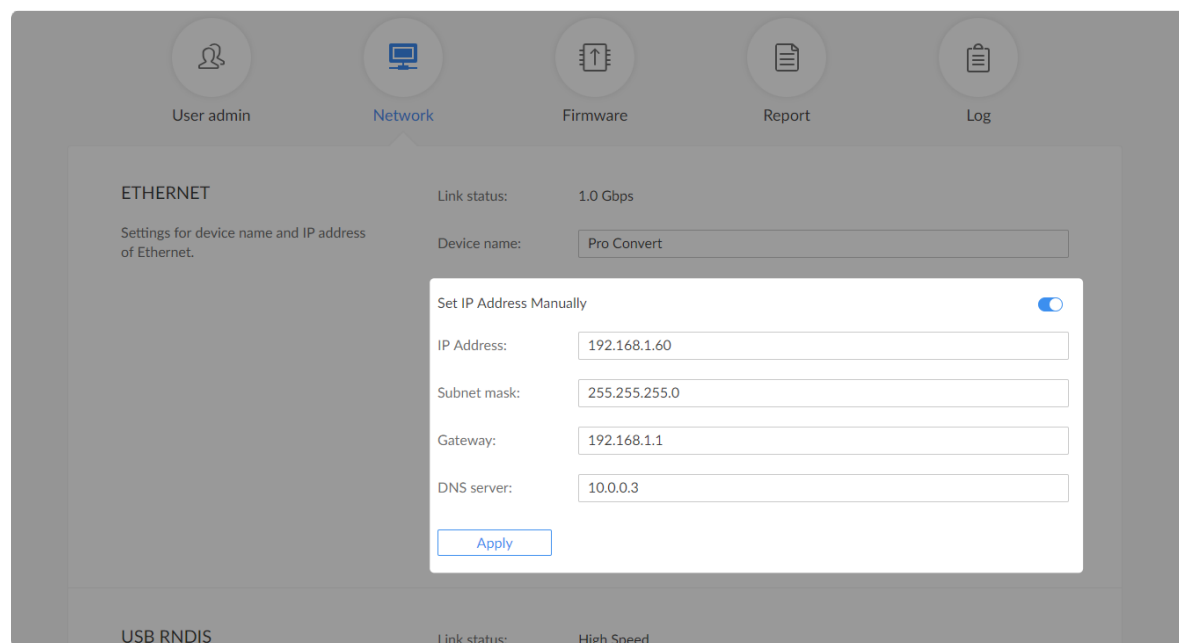 User admin
Network
Firmware
Report
Log
ETHERNET
Settings for device name and IP address
of Ethernet.
Link status: 1.0 Gbps
Device name: Pro Convert
Set IP Address Manually
IP Address: 192.168.1.60
Subnet mask: 255.255.255.0
Gateway: 192.168.1.1
DNS server: 10.0.0.3
Apply
USB RNDIS
Link status: High Speed